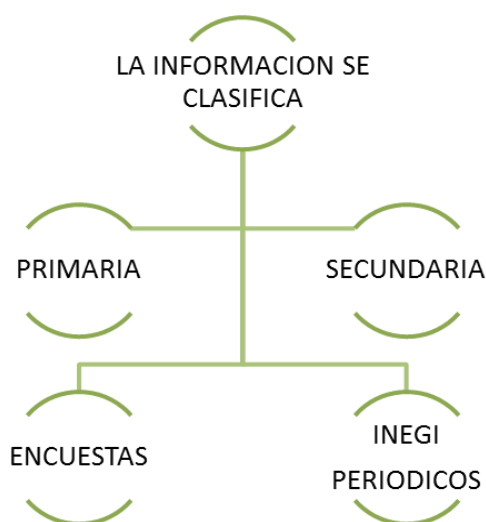 LA INFORMACION SE
CLASIFICA
PRIMARIA
SECUNDARIA
ENCUESTAS
INEGI
PERIODICOS